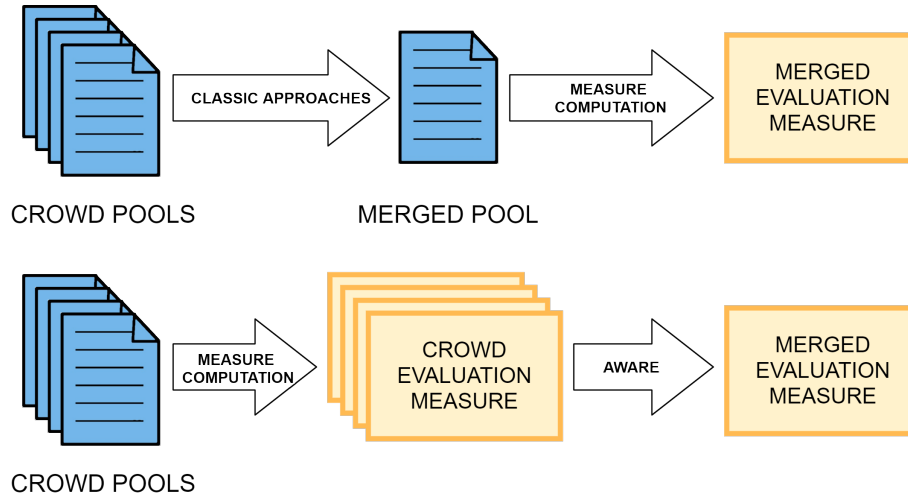 CLASSIC APPROACHES
MEASURE
COMPUTATION
MERGED
EVALUATION
MEASURE
CROWD POOLS
MERGED POOL
MEASURE
COMPUTATION
CROWD
EVALUATION
MEASURE
AWARE
MERGED
EVALUATION
MEASURE
CROWD POOLS